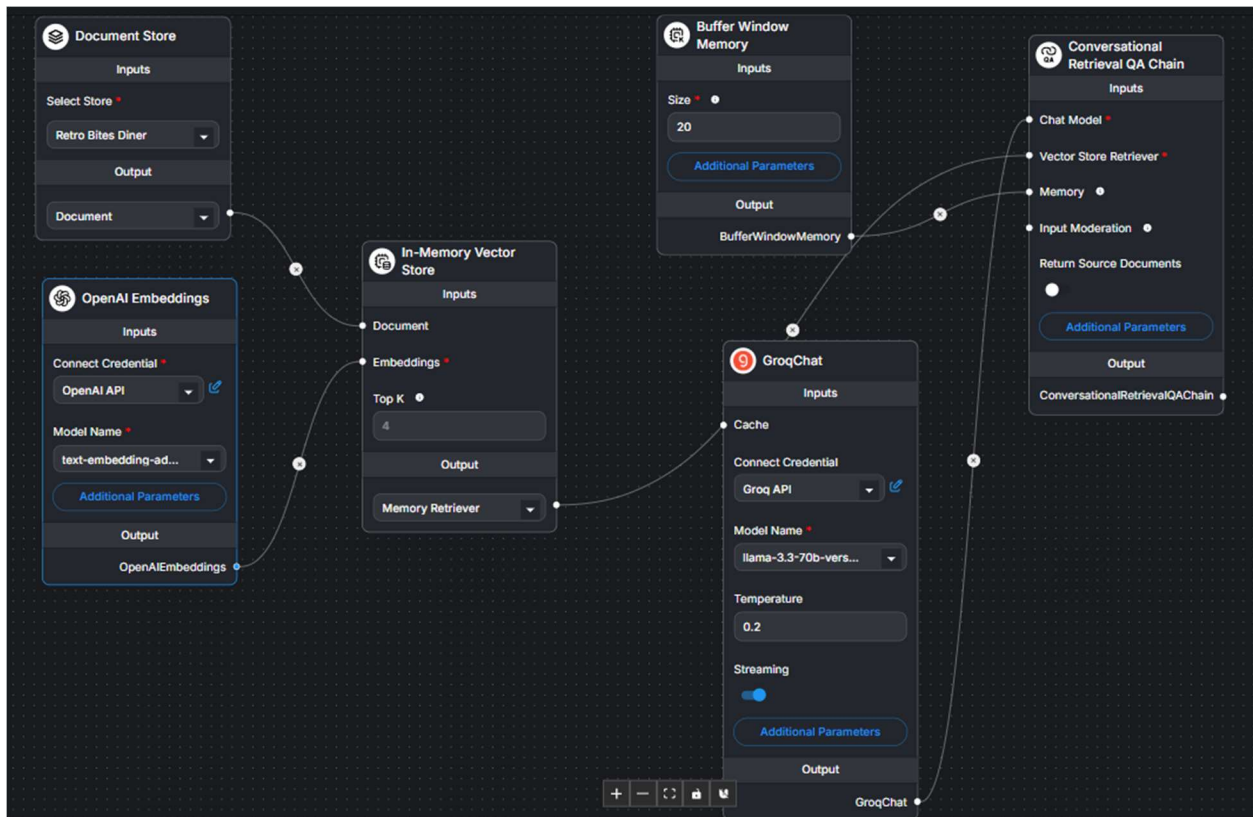 Document Store
Inputs
Select Store *
Retro Bites Diner
Output
Document
OpenAI Embeddings
Inputs
Connect Credential *
OpenAI API
Model Name *
text-embedding-ad...
Additional Parameters
Output
OpenAIEmbeddings
In-Memory Vector
Store
Inputs
Document
Embeddings *
Top K
4
Output
Memory Retriever
Buffer Window
Memory
Inputs
Size *
20
Additional Parameters
Output
BufferWindowMemory
GroqChat
Inputs
Cache
Connect Credential
Groq API
Model Name *
llama-3.3-70b-vers...
Temperature
0.2
Streaming
Additional Parameters
Output
GroqChat
QA
Conversational
Retrieval QA Chain
Inputs
Chat Model *
Vector Store Retriever *
Memory
Input Moderation
Return Source Documents
Additional Parameters
Output
ConversationalRetrievalQAChain